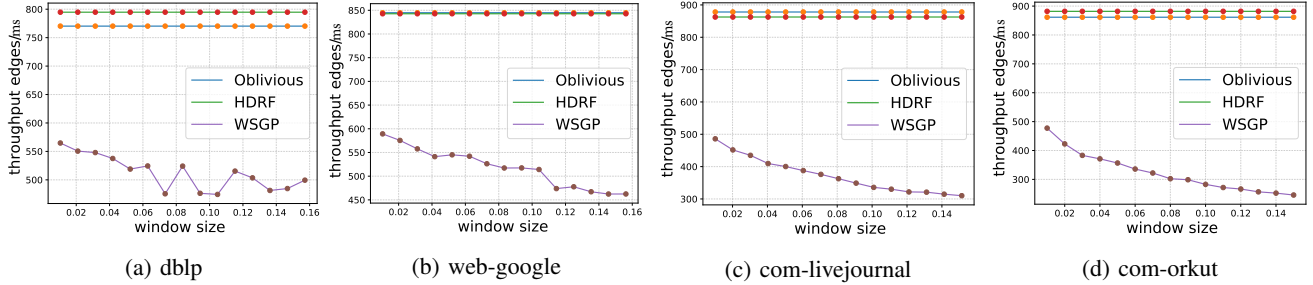 throughput edges/ms
800
750
700
650
600
550
500
Oblivious
HDRF
WSGP
0.02 0.04 0.06 0.08 0.10 0.12 0.14 0.16
window size
(a) dblp
throughput edges/ms
850
800
750
700
650
600
550
500
450
Oblivious
HDRF
WSGP
0.02 0.04 0.06 0.08 0.10 0.12 0.14 0.16
window size
(b) web-google
throughput edges/ms
900
800
700
600
500
400
300
Oblivious
HDRF
WSGP
0.02 0.04 0.06 0.08 0.10 0.12 0.14
window size
(c) com-livejournal
throughput edges/ms
900
800
700
600
500
400
300
Oblivious
HDRF
WSGP
0.02 0.04 0.06 0.08 0.10 0.12 0.14
window size
(d) com-orkut